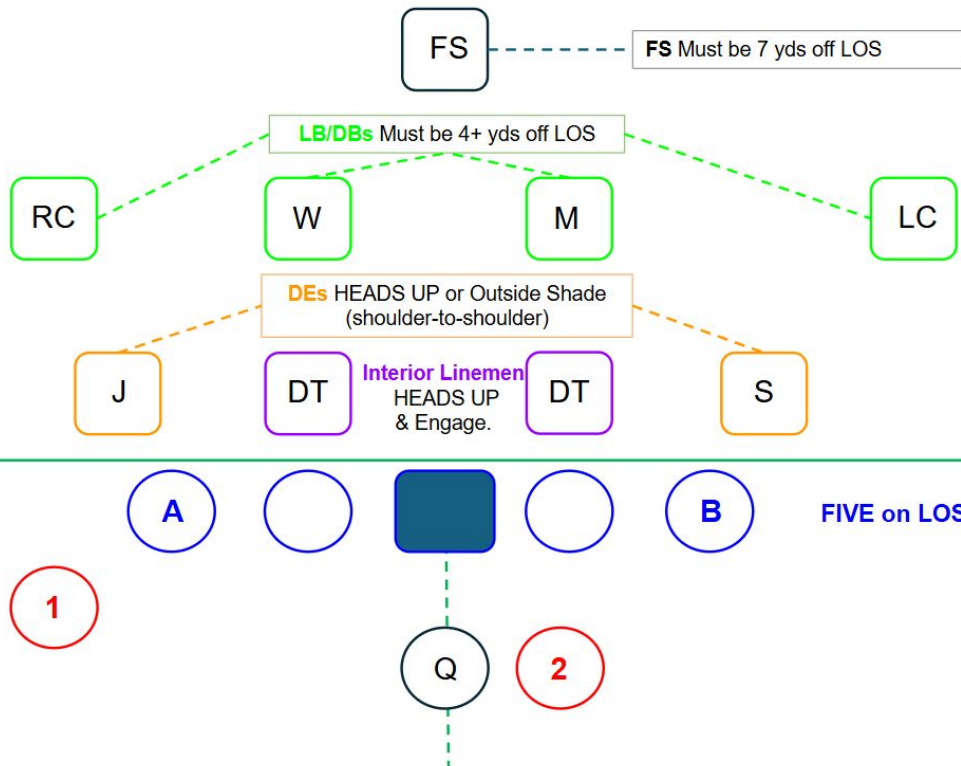 FS
FS Must be 7 yds off LOS
LB/DBs Must be 4+ yds off LOS
RC
W
M
LC
DEs HEADS UP or Outside Shade
(shoulder-to-shoulder)
J
DT
Interior Linemen
HEADS UP
& Engage.
DT
S
A
B
FIVE on LOS
1
Q
2